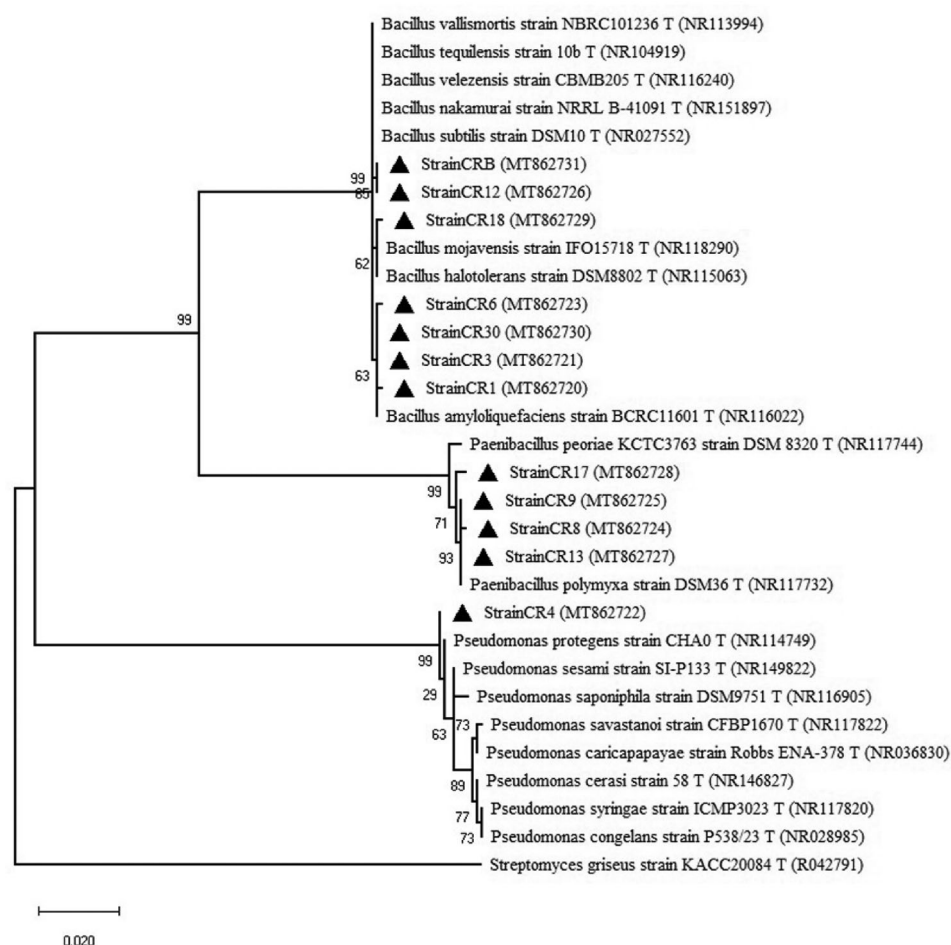 Bacillus vallismortis strain NBRC101236 T (NR113994)
Bacillus tequilensis strain 10b T (NR104919)
Bacillus velezensis strain CBMB205 T (NR116240)
Bacillus nakamurai strain NRRL B-41091 T (NR151897)
Bacillus subtilis strain DSM10 T (NR027552)
StrainCRB (MT862731)
99
85
StrainCR12 (MT862726)
StrainCR18 (MT862729)
Bacillus mojavensis strain IFO15718 T (NR118290)
62
Bacillus halotolerans strain DSM8802 T (NR115063)
StrainCR6 (MT862723)
99
StrainCR30 (MT862730)
StrainCR3 (MT862721)
63
StrainCR1 (MT862720)
Bacillus amyloliquefaciens strain BCRC11601 T (NR116022)
Paenibacillus peoriae KCTC3763 strain DSM 8320 T (NR117744)
StrainCR17 (MT862728)
99
StrainCR9 (MT862725)
71
StrainCR8 (MT862724)
93
StrainCR13 (MT862727)
Paenibacillus polymyxa strain DSM36 T (NR117732)
StrainCR4 (MT862722)
Pseudomonas protegens strain CHA0 T (NR114749)
99
Pseudomonas sesami strain SI-P133 T (NR149822)
29
Pseudomonas saponiphila strain DSM9751 T (NR116905)
73
Pseudomonas savastanoi strain CFBP1670 T (NR117822)
63
Pseudomonas caricapapayae strain Robbs ENA-378 T (NR036830)
89
Pseudomonas cerasi strain 58 T (NR146827)
77
Pseudomonas syringae strain ICMP3023 T (NR117820)
73
Pseudomonas congelans strain P538/23 T (NR028985)
Streptomyces griseus strain KACC20084 T (R042791)
0.020